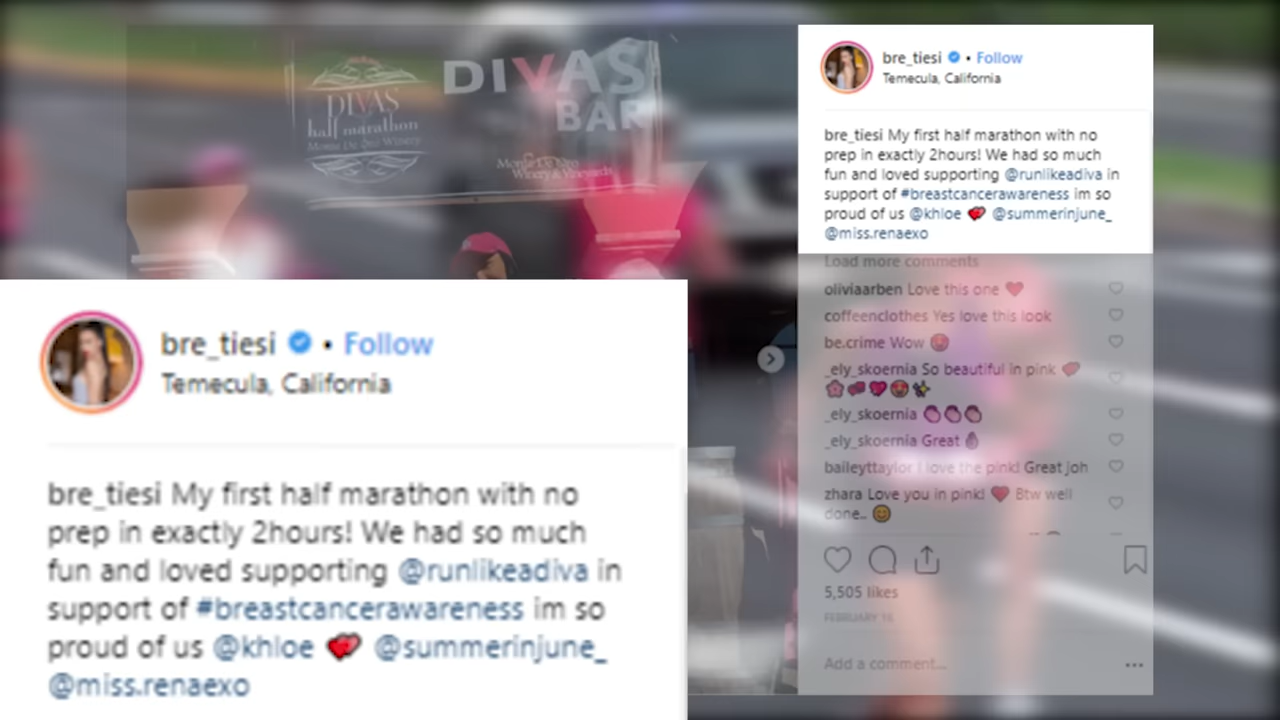 DIVAS
half marathon
Monte De Oro Winery
DIVAS
BAR
Monte De Oro
Winery & Vineyards
bre_tiesi • Follow
Temecula, California
bre_tiesi My first half marathon with no
prep in exactly 2hours! We had so much
fun and loved supporting @runlikeadiva in
support of #breastcancerawareness im so
proud of us @khloe 💕 @summerinjune_
@miss.renaexo
Load more comments
oliviaarben Love this one ❤
coffeenclothes Yes love this look
be.crime Wow 😍
_ely_skoernia So beautiful in pink 💕
🌸💕💖😍✨
_ely_skoernia 👏👏👏
_ely_skoernia Great 👍
baileyttaylor I love the pink! Great joh
zhara Love you in pink! ❤ Btw well
done.. 😊
5,505 likes
FEBRUARY 16
Add a comment...
bre_tiesi • Follow
Temecula, California
bre_tiesi My first half marathon with no
prep in exactly 2hours! We had so much
fun and loved supporting @runlikeadiva in
support of #breastcancerawareness im so
proud of us @khloe 💕 @summerinjune_
@miss.renaexo